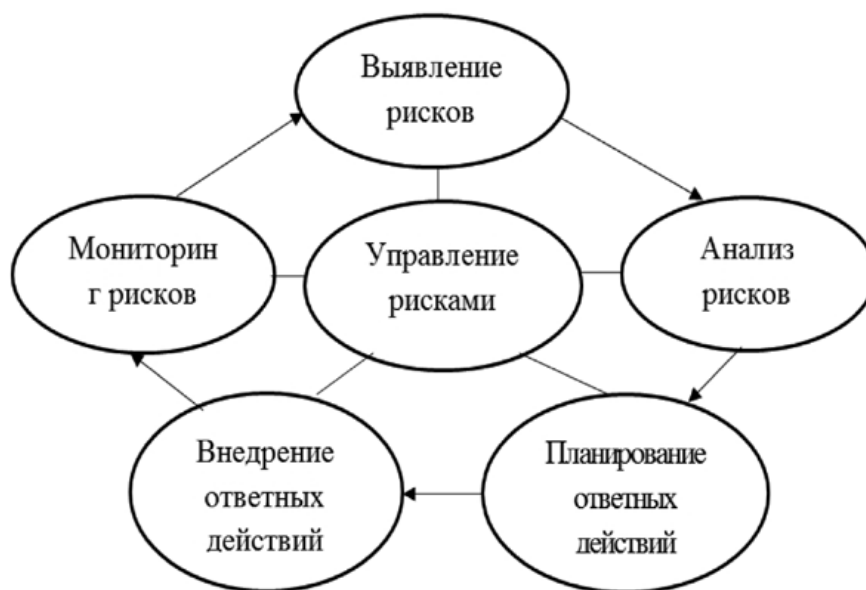 Выявление
рисков
Мониторин
г рисков
Управление
рисками
Анализ
рисков
Внедрение
ответных
действий
Планирование
ответных
действий